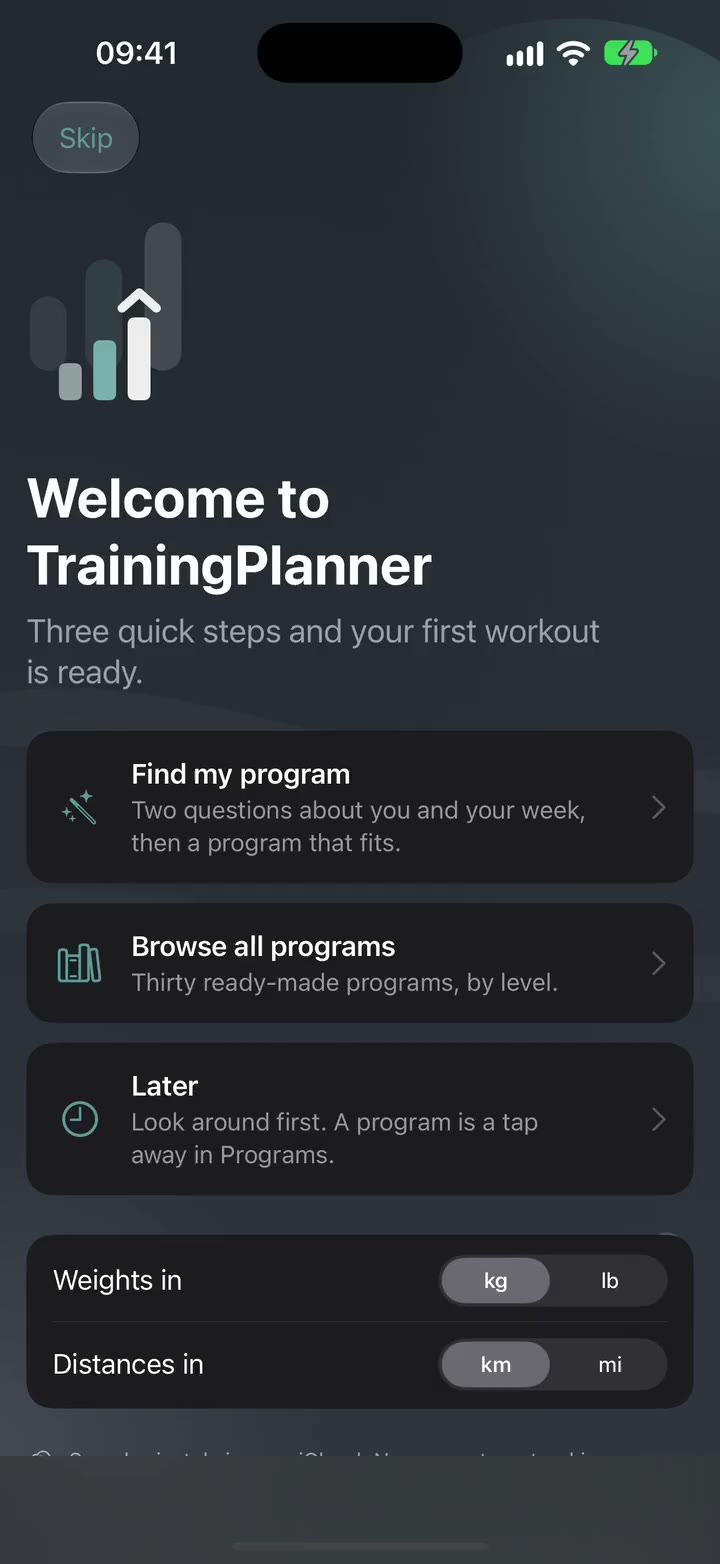 09:41
Skip
Welcome to
TrainingPlanner
Three quick steps and your first workout
is ready.
Find my program
Two questions about you and your week,
then a program that fits.
Browse all programs
Thirty ready-made programs, by level.
Later
Look around first. A program is a tap
away in Programs.
Weights in
kg
lb
Distances in
km
mi